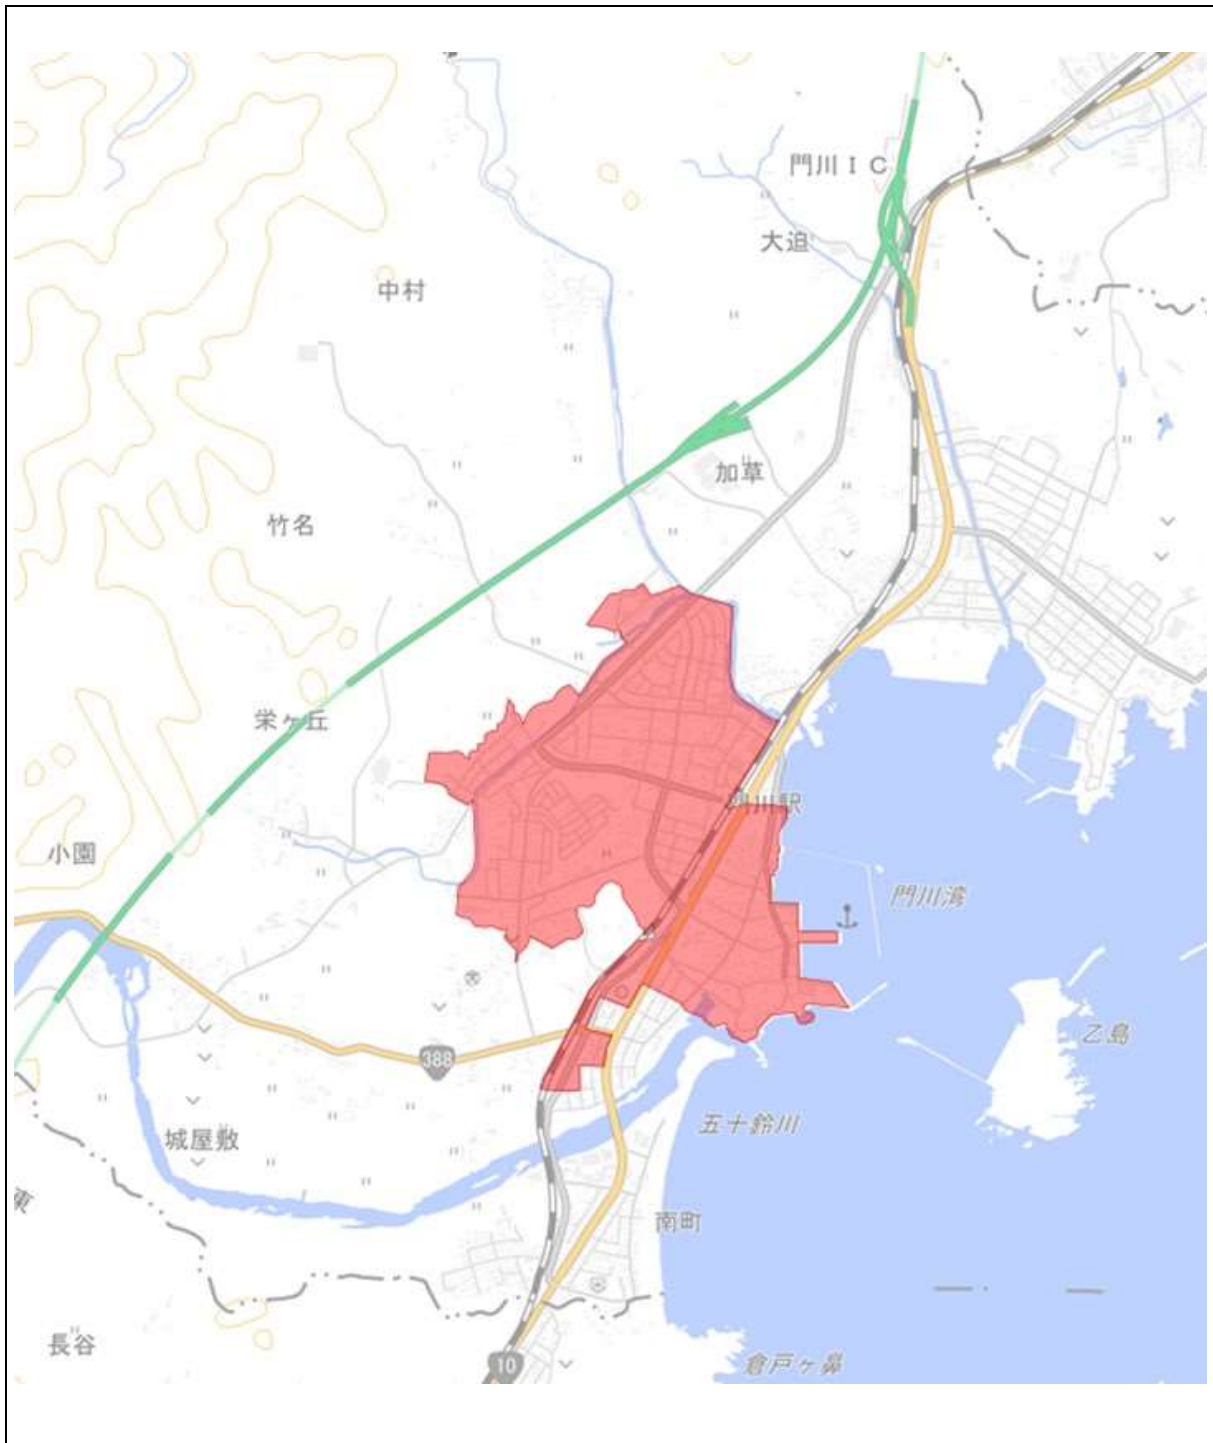 門川ＩＣ
大迫
中村
加草
竹名
栄ヶ丘
門川駅
小園
門川湾
乙島
388
五十鈴川
城屋敷
東
南町
長谷
倉戸ヶ鼻
10